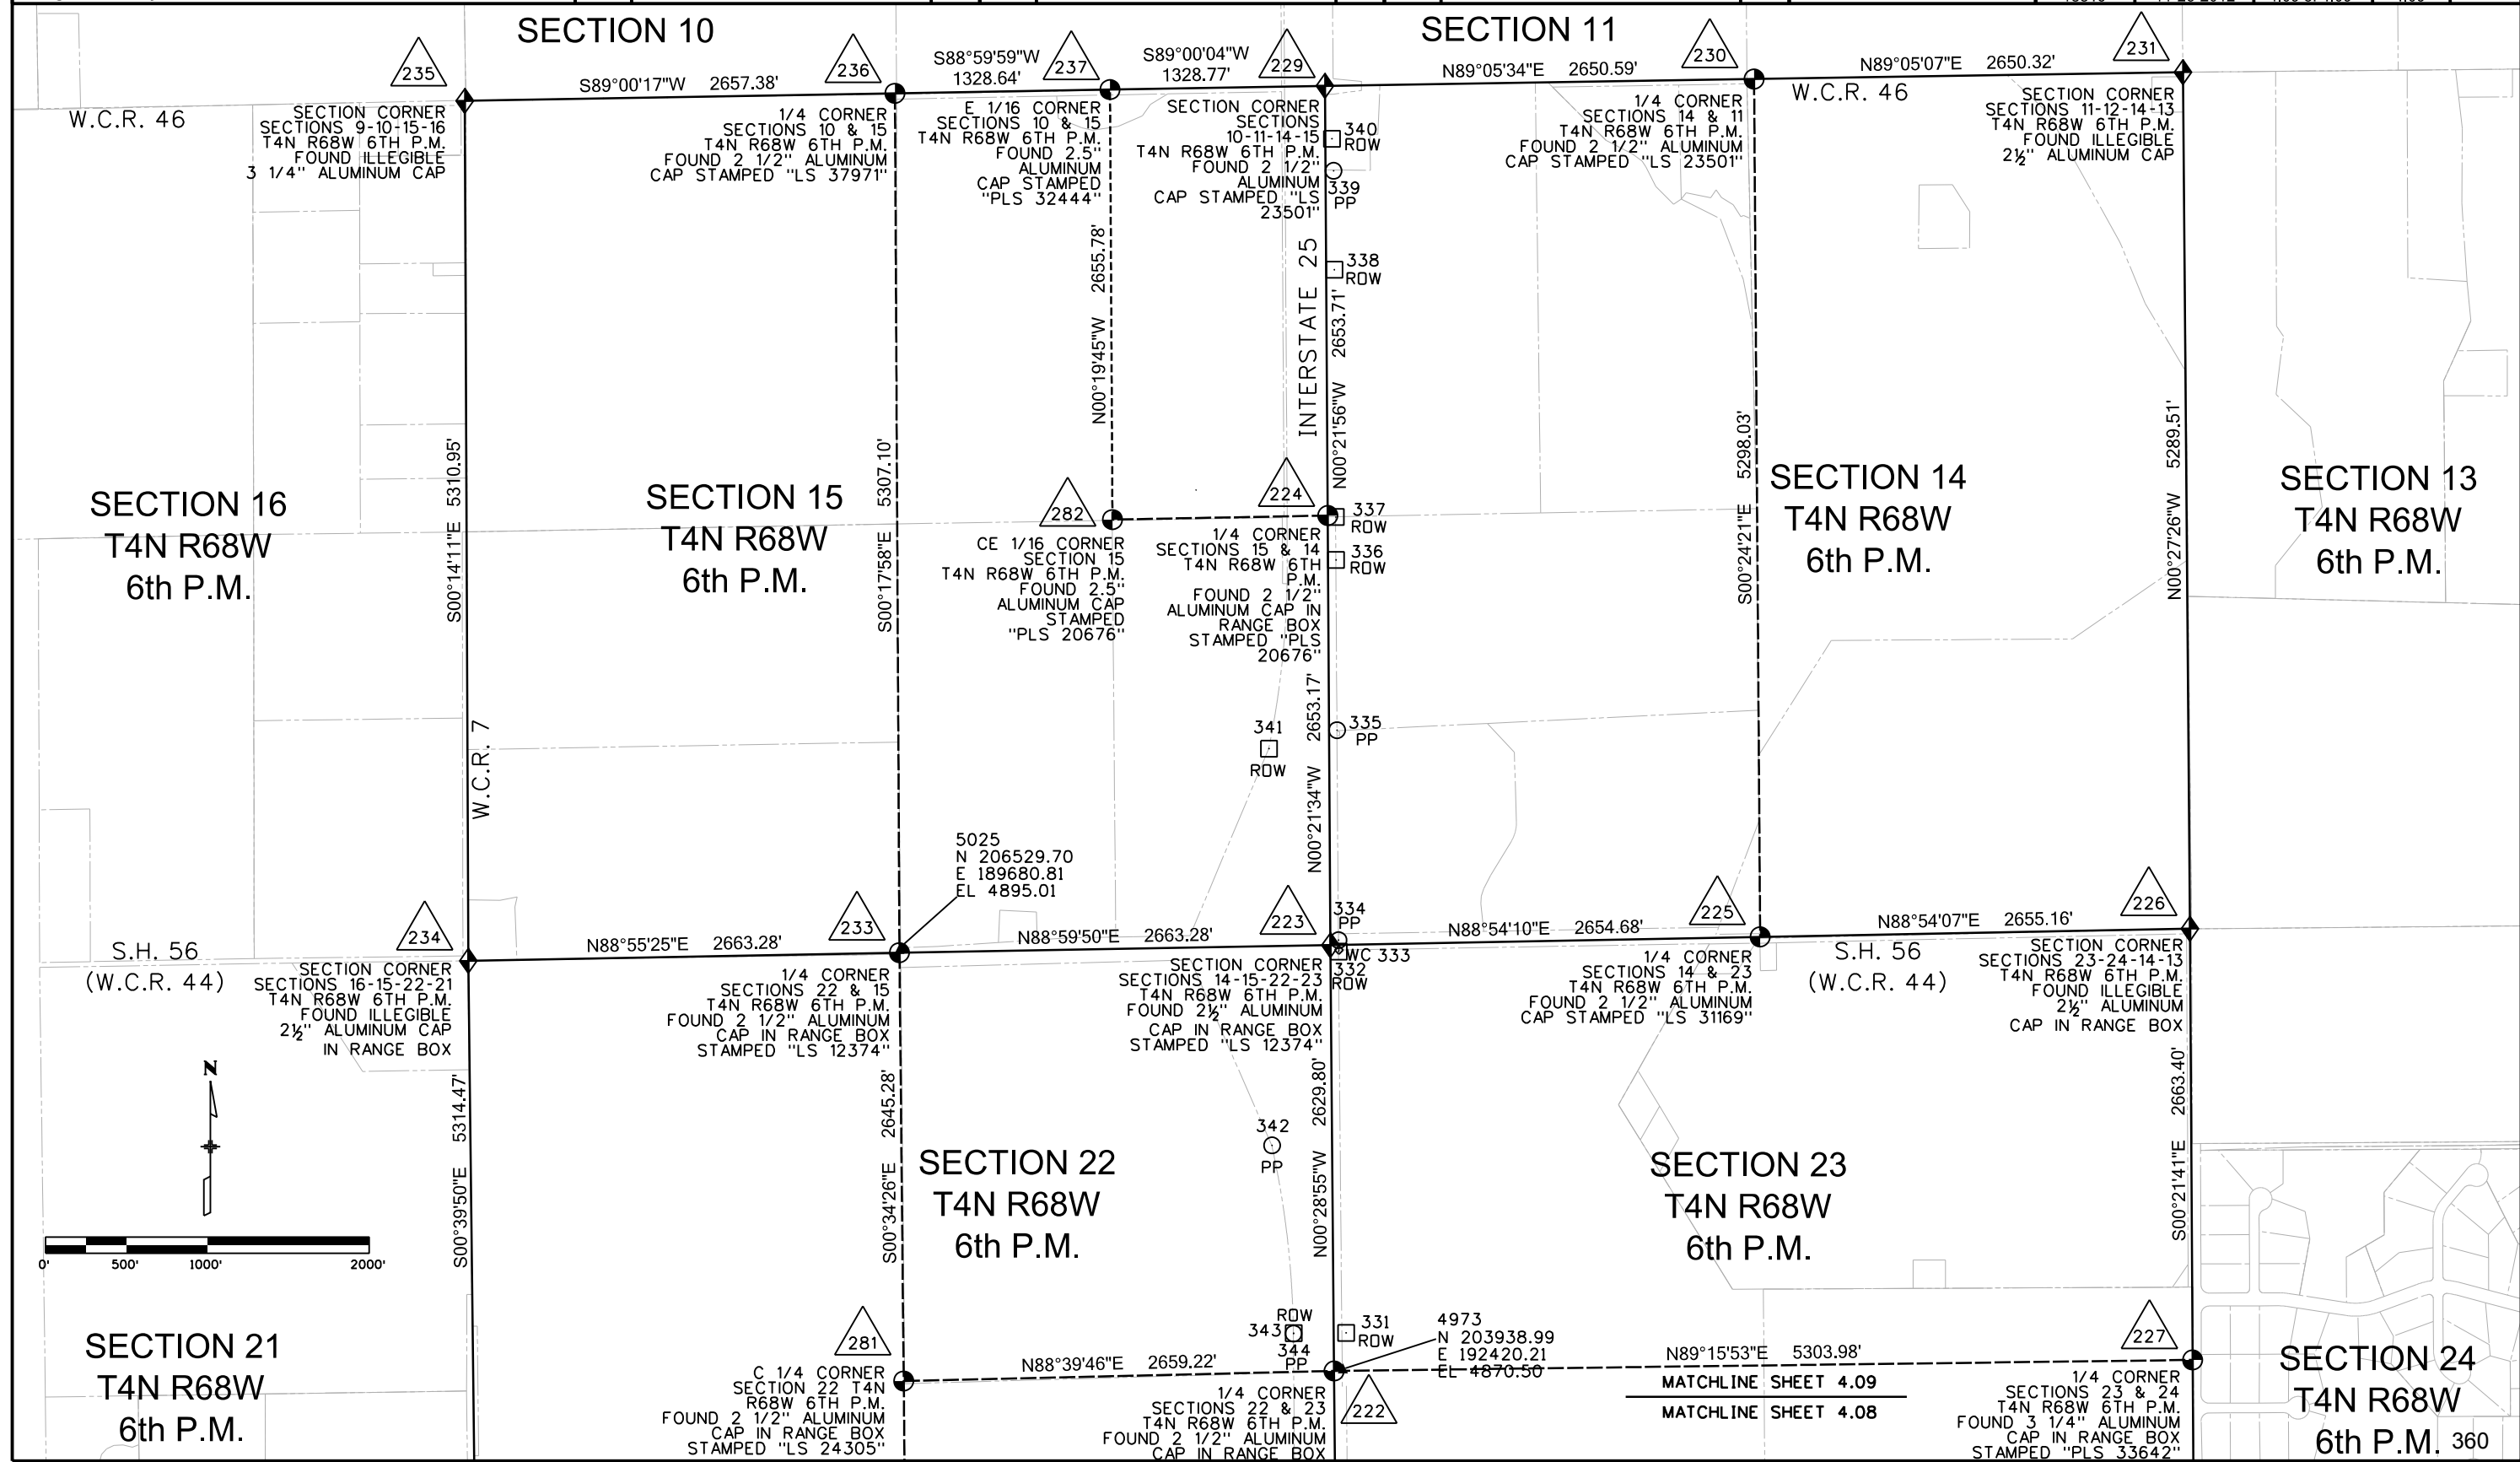 SECTION 10
SECTION 11
235
S89°00'17"W 2657.38'
236
S88°59'59"W
1328.64'
237
S89°00'04"W
1328.77'
229
N89°05'34"E 2650.59'
230
N89°05'07"E 2650.32'
231
W.C.R. 46
SECTION CORNER
SECTIONS 9-10-15-16
T4N R68W 6TH P.M.
FOUND ILLEGIBLE
3 1/4" ALUMINUM CAP
1/4 CORNER
SECTIONS 10 & 15
T4N R68W 6TH P.M.
FOUND 2 1/2" ALUMINUM
CAP STAMPED "LS 37971"
E 1/16 CORNER
SECTIONS 10 & 15
T4N R68W 6TH P.M.
FOUND 2.5"
ALUMINUM
CAP STAMPED
"PLS 32444"
SECTION CORNER
SECTIONS
10-11-14-15
T4N R68W 6TH P.M.
FOUND 2 1/2"
ALUMINUM
CAP STAMPED "LS
23501"
340
ROW
339
PP
338
ROW
1/4 CORNER
SECTIONS 14 & 11
T4N R68W 6TH P.M.
FOUND 2 1/2" ALUMINUM
CAP STAMPED "LS 23501"
W.C.R. 46
SECTION CORNER
SECTIONS 11-12-14-13
T4N R68W 6TH P.M.
FOUND ILLEGIBLE
2½" ALUMINUM CAP
N00°19'45"W 2655.78'
INTERSTATE 25
N00°21'56"W 2653.71'
S00°14'11"E 5310.95'
S00°17'58"E 5307.10'
S00°24'21"E 5298.03'
N00°27'26"W 5289.51'
SECTION 16
T4N R68W
6th P.M.
SECTION 15
T4N R68W
6th P.M.
SECTION 14
T4N R68W
6th P.M.
SECTION 13
T4N R68W
6th P.M.
282
224
337
ROW
336
ROW
CE 1/16 CORNER
SECTION 15
T4N R68W 6TH P.M.
FOUND 2.5"
ALUMINUM CAP
STAMPED
"PLS 20676"
1/4 CORNER
SECTIONS 15 & 14
T4N R68W 6TH
P.M.
FOUND 2 1/2"
ALUMINUM CAP IN
RANGE BOX
STAMPED "PLS
20676"
W.C.R. 7
341
ROW
335
PP
N00°21'34"W 2653.17'
5025
N 206529.70
E 189680.81
EL 4895.01
234
N88°55'25"E 2663.28'
233
N88°59'50"E 2663.28'
223
334
PP
WC 333
332
ROW
N88°54'10"E 2654.68'
225
N88°54'07"E 2655.16'
226
S.H. 56
(W.C.R. 44)
SECTION CORNER
SECTIONS 16-15-22-21
T4N R68W 6TH P.M.
FOUND ILLEGIBLE
2½" ALUMINUM CAP
IN RANGE BOX
1/4 CORNER
SECTIONS 22 & 15
T4N R68W 6TH P.M.
FOUND 2 1/2" ALUMINUM
CAP IN RANGE BOX
STAMPED "LS 12374"
SECTION CORNER
SECTIONS 14-15-22-23
T4N R68W 6TH P.M.
FOUND 2½" ALUMINUM
CAP IN RANGE BOX
STAMPED "LS 12374"
1/4 CORNER
SECTIONS 14 & 23
T4N R68W 6TH P.M.
FOUND 2 1/2" ALUMINUM
CAP STAMPED "LS 31169"
S.H. 56
(W.C.R. 44)
SECTION CORNER
SECTIONS 23-24-14-13
T4N R68W 6TH P.M.
FOUND ILLEGIBLE
2½" ALUMINUM
CAP IN RANGE BOX
N
0' 500' 1000' 2000'
S00°39'50"E 5314.47'
S00°34'26"E 2645.28'
N00°28'55"W 2629.80'
S00°21'41"E 2663.40'
342
PP
SECTION 22
T4N R68W
6th P.M.
SECTION 23
T4N R68W
6th P.M.
SECTION 21
T4N R68W
6th P.M.
SECTION 24
T4N R68W
6th P.M.
360
281
N88°39'46"E 2659.22'
ROW
343
344
PP
331
ROW
4973
N 203938.99
E 192420.21
EL 4870.50
N89°15'53"E 5303.98'
MATCHLINE SHEET 4.09
MATCHLINE SHEET 4.08
227
222
C 1/4 CORNER
SECTION 22 T4N
R68W 6TH P.M.
FOUND 2 1/2" ALUMINUM
CAP IN RANGE BOX
STAMPED "LS 24305"
1/4 CORNER
SECTIONS 22 & 23
T4N R68W 6TH P.M.
FOUND 2 1/2" ALUMINUM
CAP IN RANGE BOX
1/4 CORNER
SECTIONS 23 & 24
T4N R68W 6TH P.M.
FOUND 3 1/4" ALUMINUM
CAP IN RANGE BOX
STAMPED "PLS 33642"